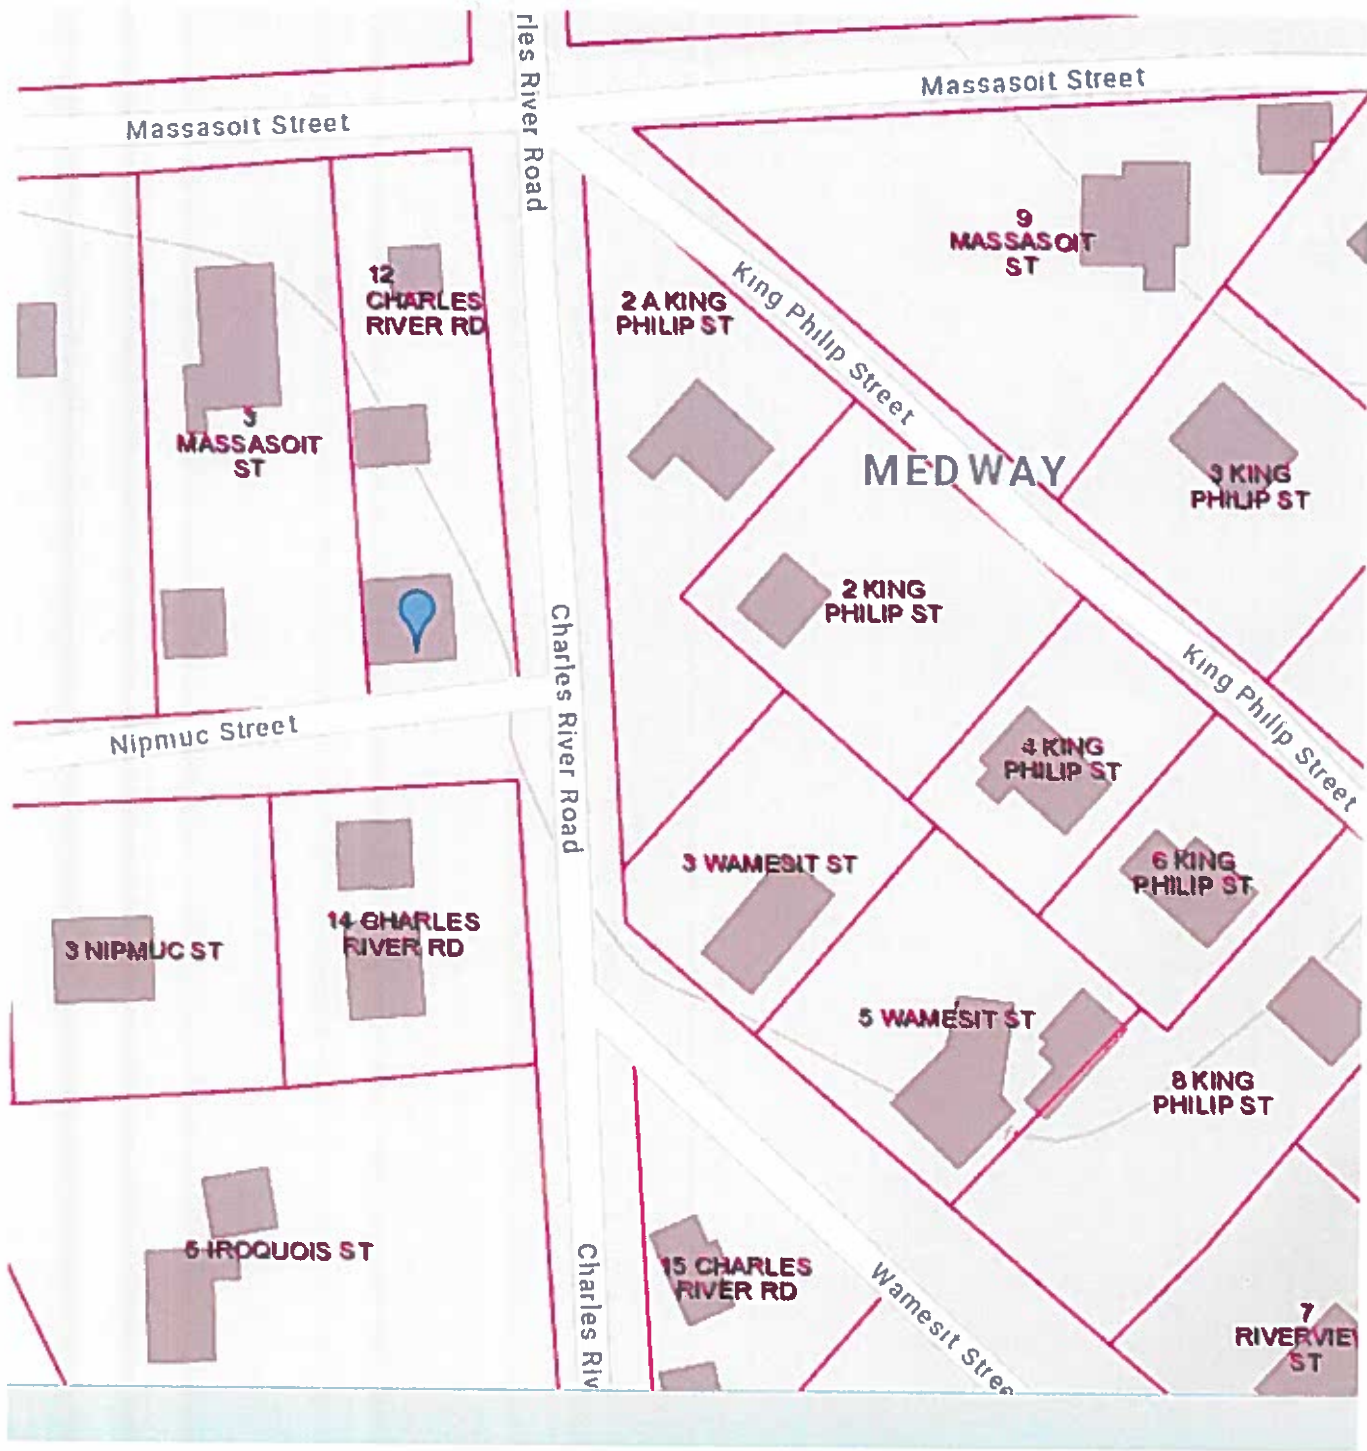 rles River Road
Massasoit Street
Massasoit Street
9
MASSASOIT
ST
12
CHARLES
RIVER RD
2 A KING
PHILIP ST
King Philip Street
3
MASSASOIT
ST
MEDWAY
3 KING
PHILIP ST
2 KING
PHILIP ST
Charles River Road
King Philip Street
Nipmuc Street
4 KING
PHILIP ST
3 WAMESIT ST
6 KING
PHILIP ST
14 CHARLES
RIVER RD
3 NIPMUC ST
5 WAMESIT ST
8 KING
PHILIP ST
IROQUOIS ST
15 CHARLES
RIVER RD
Charles Riv
Wamesit Stree
7
RIVERVIE
ST